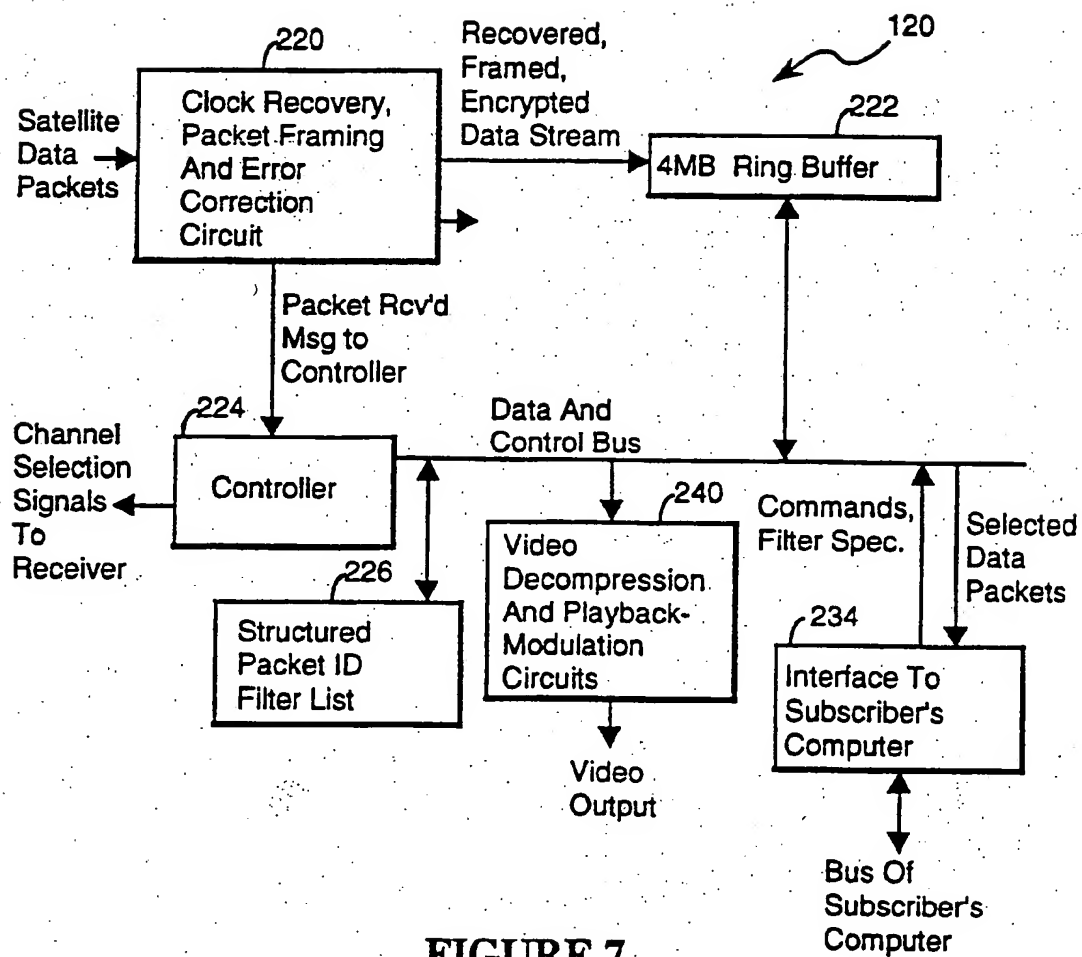 220
Recovered,
Framed,
Encrypted
Data Stream
120
Satellite
Data
Packets
Clock Recovery,
Packet Framing
And Error
Correction
Circuit
222
4MB Ring Buffer
Packet Rcv'd
Msg to
Controller
224
Channel
Selection
Signals
To
Receiver
Controller
Data And
Control Bus
226
Structured
Packet ID
Filter List
240
Video
Decompression
And Playback-
Modulation
Circuits
Video
Output
Commands,
Filter Spec.
Selected
Data
Packets
234
Interface To
Subscriber's
Computer
Bus Of
Subscriber's
Computer
FIGURE 7